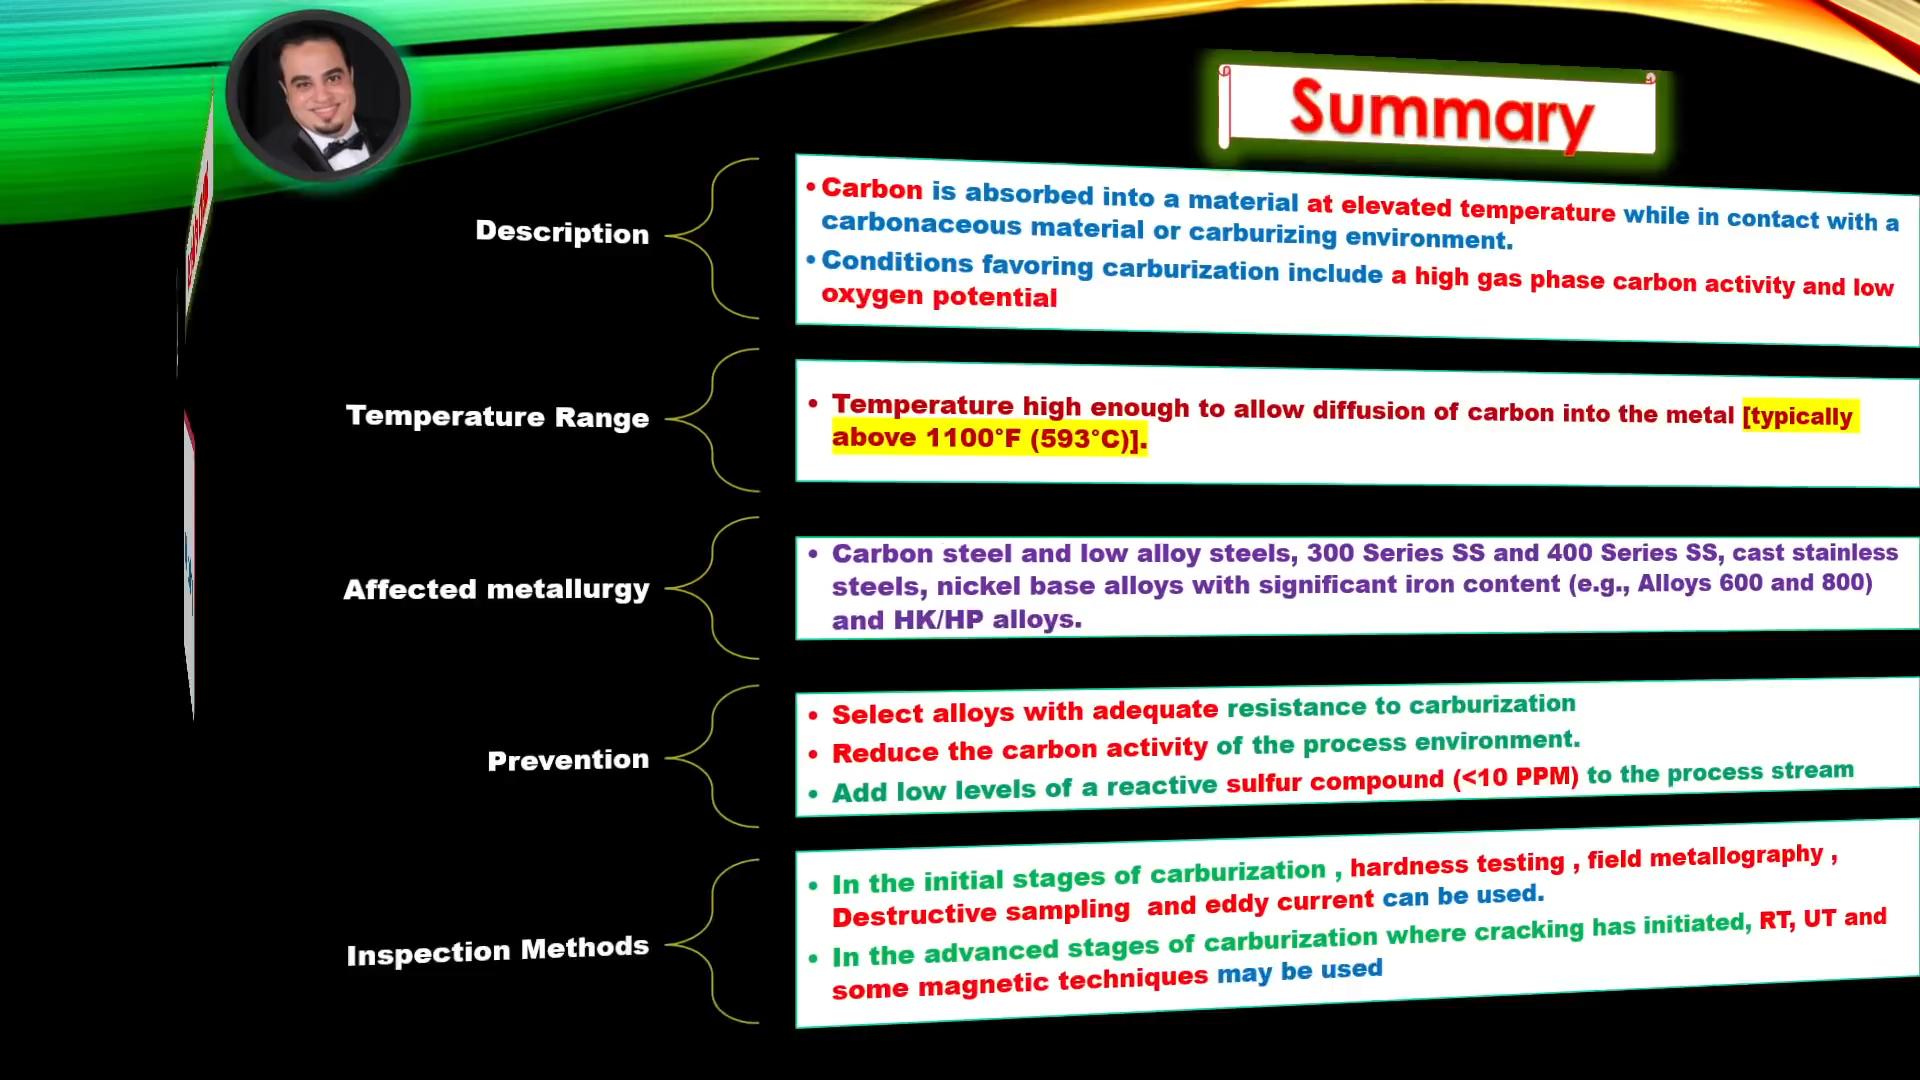 Summary
Description
• Carbon is absorbed into a material at elevated temperature while in contact with a
carbonaceous material or carburizing environment.
• Conditions favoring carburization include a high gas phase carbon activity and low
oxygen potential
Temperature Range
• Temperature high enough to allow diffusion of carbon into the metal [typically
above 1100°F (593°C)].
Affected metallurgy
• Carbon steel and low alloy steels, 300 Series SS and 400 Series SS, cast stainless
steels, nickel base alloys with significant iron content (e.g., Alloys 600 and 800)
and HK/HP alloys.
Prevention
• Select alloys with adequate resistance to carburization
• Reduce the carbon activity of the process environment.
• Add low levels of a reactive sulfur compound (<10 PPM) to the process stream
Inspection Methods
• In the initial stages of carburization , hardness testing , field metallography ,
Destructive sampling  and eddy current can be used.
• In the advanced stages of carburization where cracking has initiated, RT, UT and
some magnetic techniques may be used